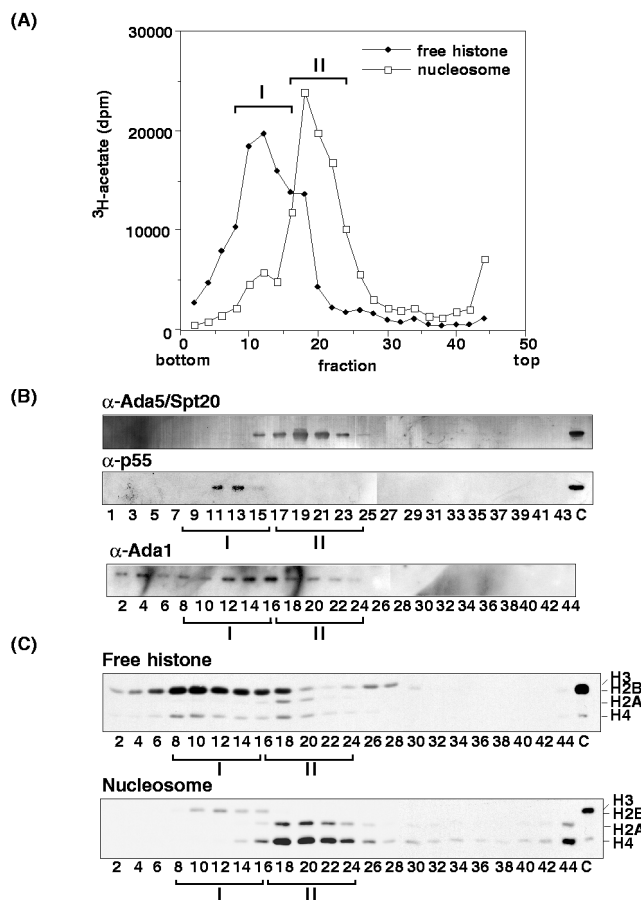 (A)
30000
20000
10000
0
³H-acetate (dpm)
I
II
free histone
nucleosome
0 10 20 30 40 50
bottom fraction top
(B)
α-Ada5/Spt20
α-p55
1 3 5 7 9 11 13 15 17 19 21 23 25 27 29 31 33 35 37 39 41 43 C
I II
α-Ada1
2 4 6 8 10 12 14 16 18 20 22 24 26 28 30 32 34 36 38 40 42 44
I II
(C)
Free histone
H3
H2B
H2A
H4
2 4 6 8 10 12 14 16 18 20 22 24 26 28 30 32 34 36 38 40 42 44 C
I II
Nucleosome
H3
H2B
H2A
H4
2 4 6 8 10 12 14 16 18 20 22 24 26 28 30 32 34 36 38 40 42 44 C
I II